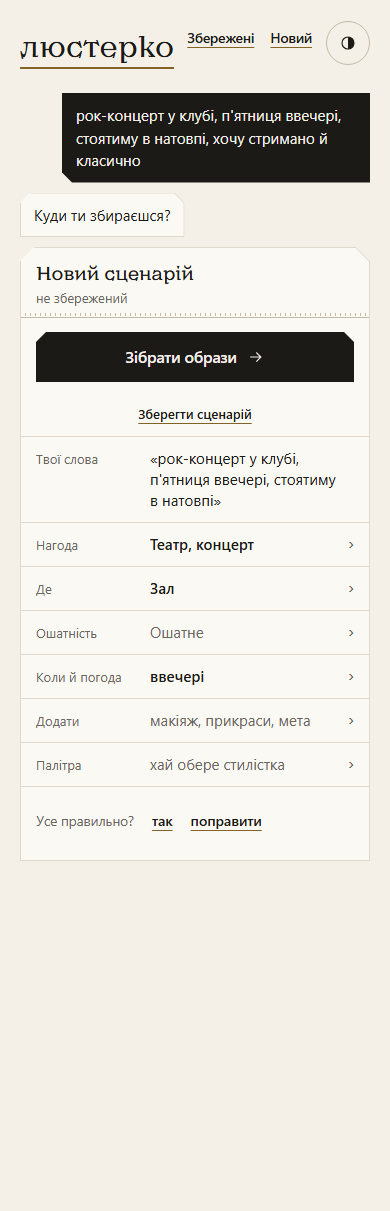 люстерко
Збережені
Новий
рок-концерт у клубі, п'ятниця ввечері,
стоятиму в натовпі, хочу стримано й
класично
Куди ти збираєшся?
Новий сценарій
не збережений
Зібрати образи →
Зберегти сценарій
Твої слова
«рок-концерт у клубі,
п'ятниця ввечері, стоятиму
в натовпі»
Нагода
Театр, концерт
Де
Зал
Ошатність
Ошатне
Коли й погода
ввечері
Додати
макіяж, прикраси, мета
Палітра
хай обере стилістка
Усе правильно?
так
поправити